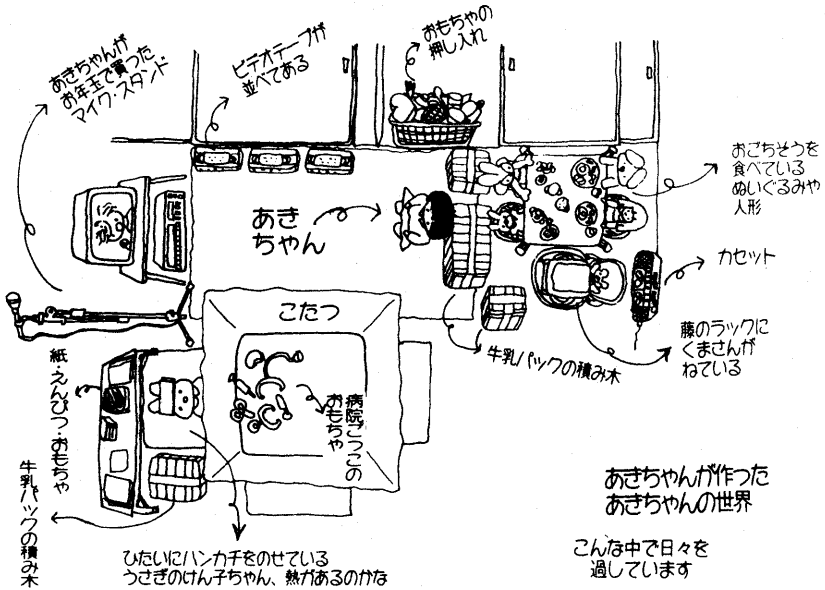 あきちゃんが
お年玉で買った
マイク・スタンド
ビデオテープが
並べてある
おもちゃの
押し入れ
おごちそうを
食べている
ぬいぐるみや
人形
あき
ちゃん
カセット
こたつ
藤のラックに
くまさんが
ねている
牛乳パックの積み木
紙・えんぴつ・おもちゃ
病院ごっこの
おもちゃ
牛乳パックの積み木
ひたいにハンカチをのせている
うさぎのけん子ちゃん、熱があるのかな
あきちゃんが作った
あきちゃんの世界
こんな中で日々を
過しています